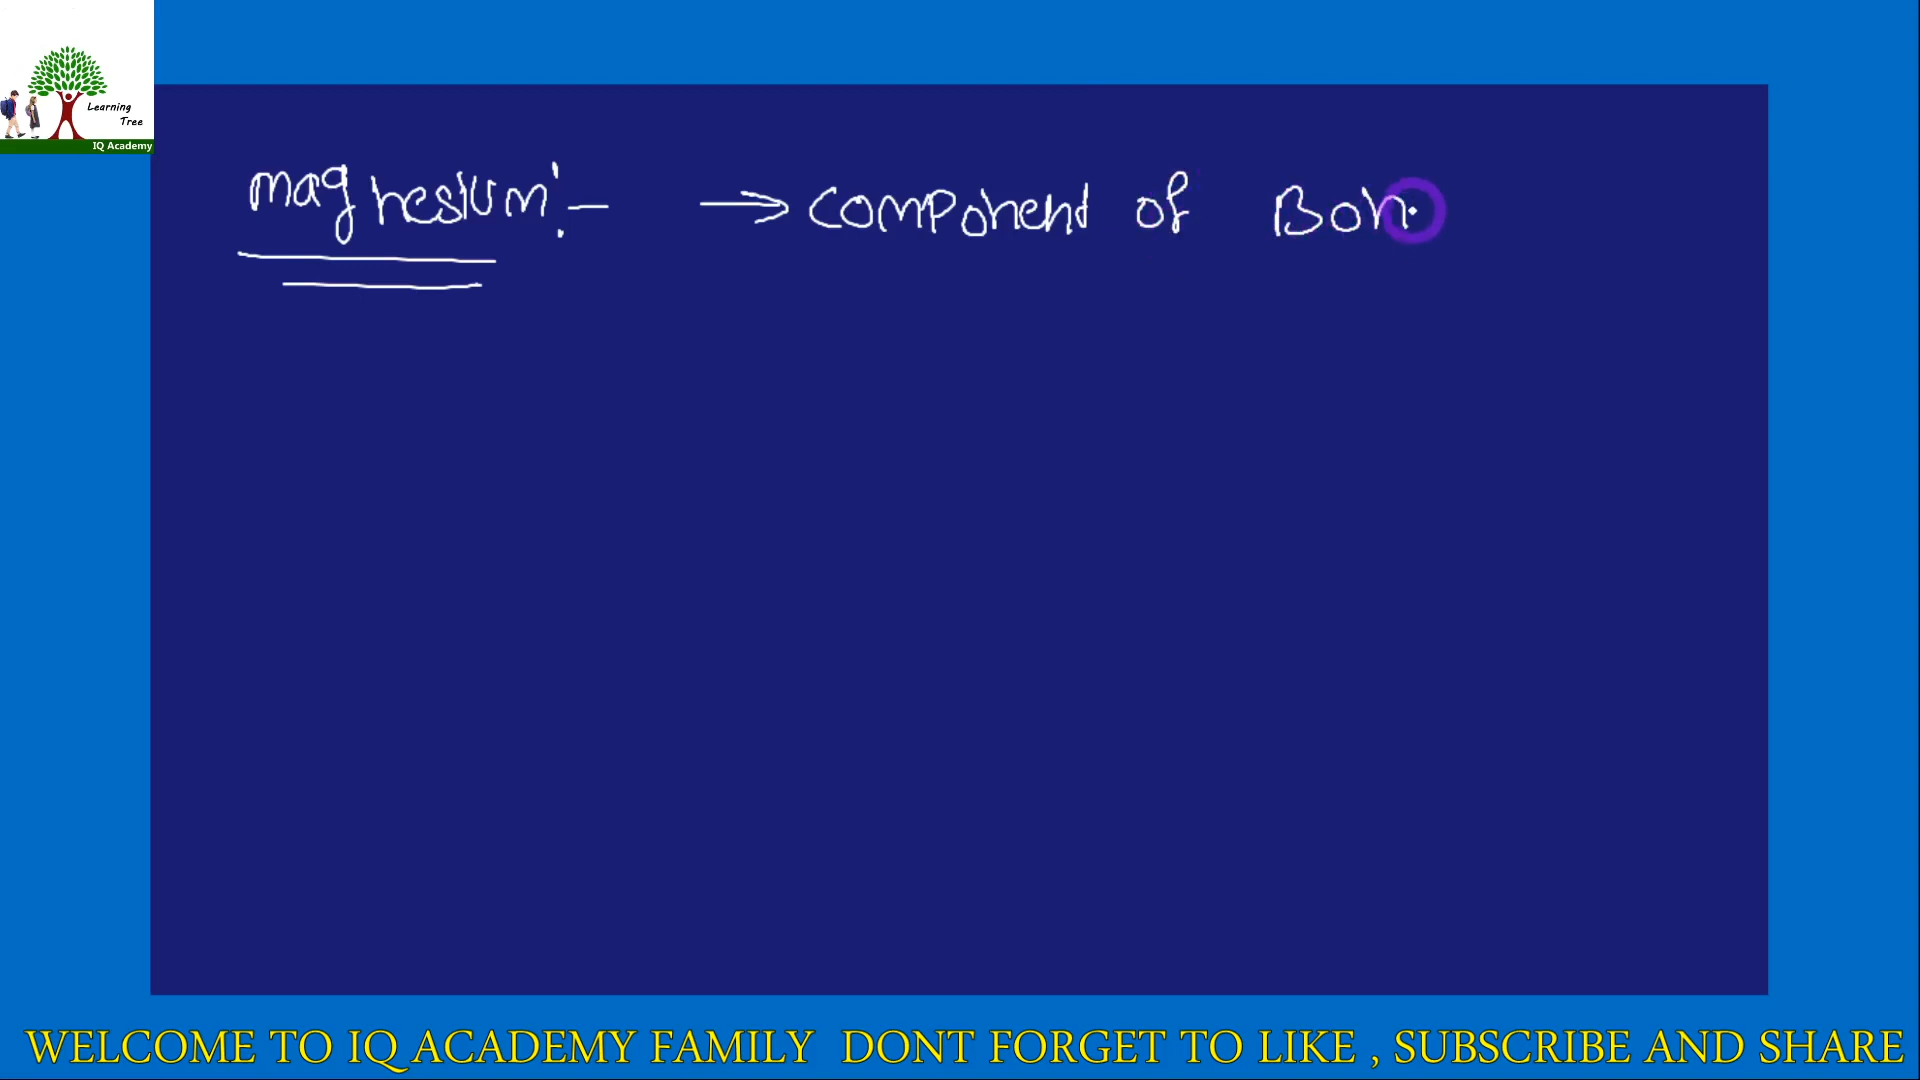 Learning
Tree
IQ Academy
magnesium:- → component of Bon
WELCOME TO IQ ACADEMY FAMILY DONT FORGET TO LIKE , SUBSCRIBE AND SHARE